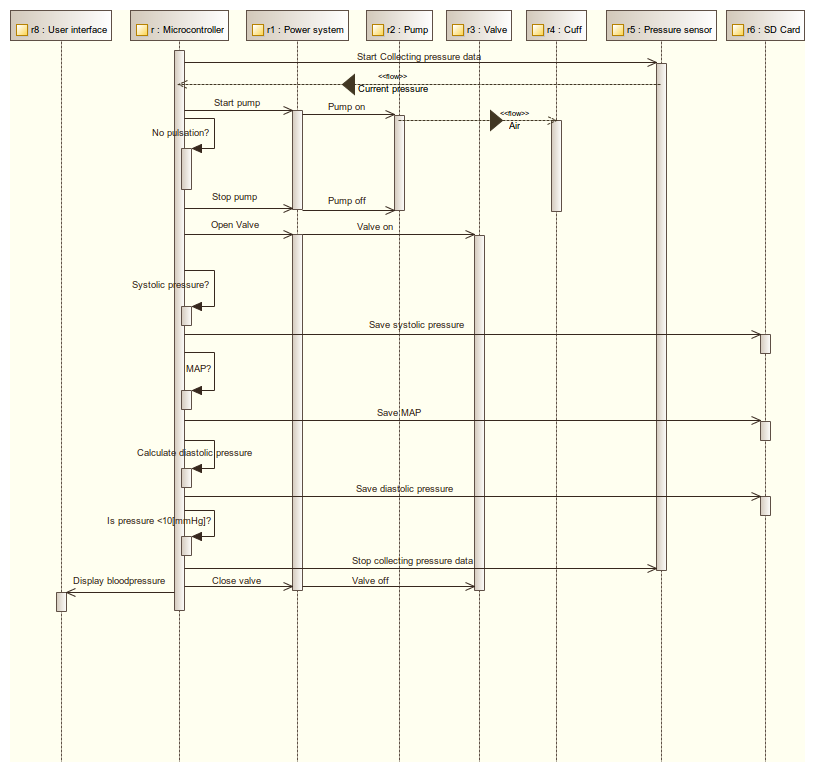 r8 : User interface
r : Microcontroller
r1 : Power system
r2 : Pump
r3 : Valve
r4 : Cuff
r5 : Pressure sensor
r6 : SD Card
Start Collecting pressure data
<<flow>>
Current pressure
Start pump
Pump on
<<flow>>
Air
No pulsation?
Stop pump
Pump off
Open Valve
Valve on
Systolic pressure?
Save systolic pressure
MAP?
Save MAP
Calculate diastolic pressure
Save diastolic pressure
Is pressure <10[mmHg]?
Stop collecting pressure data
Display bloodpressure
Close valve
Valve off